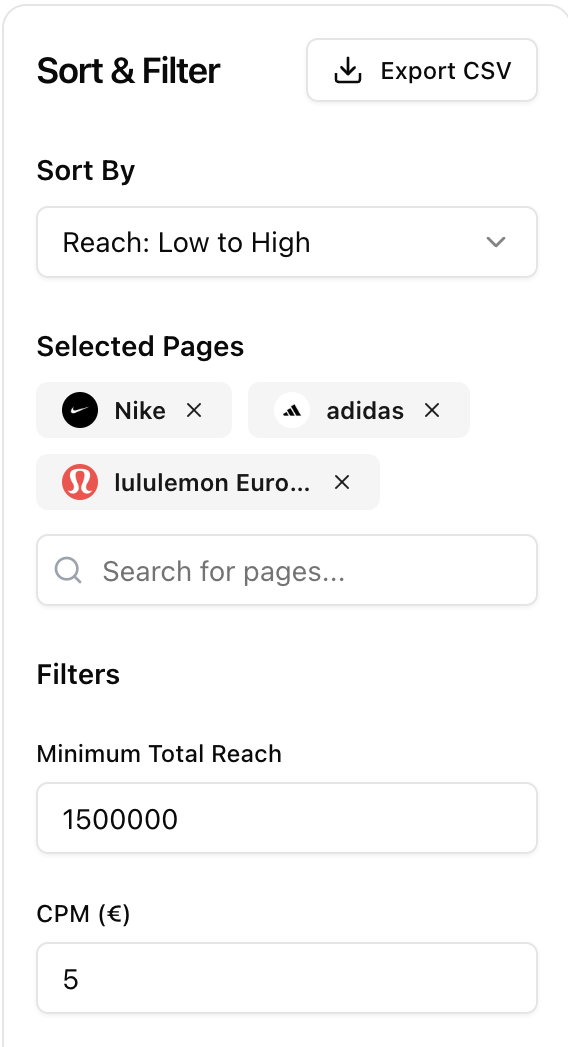 Sort & Filter
Export CSV
Sort By
Reach: Low to High
Selected Pages
Nike
adidas
lululemon Euro...
Search for pages...
Filters
Minimum Total Reach
1500000
CPM (€)
5